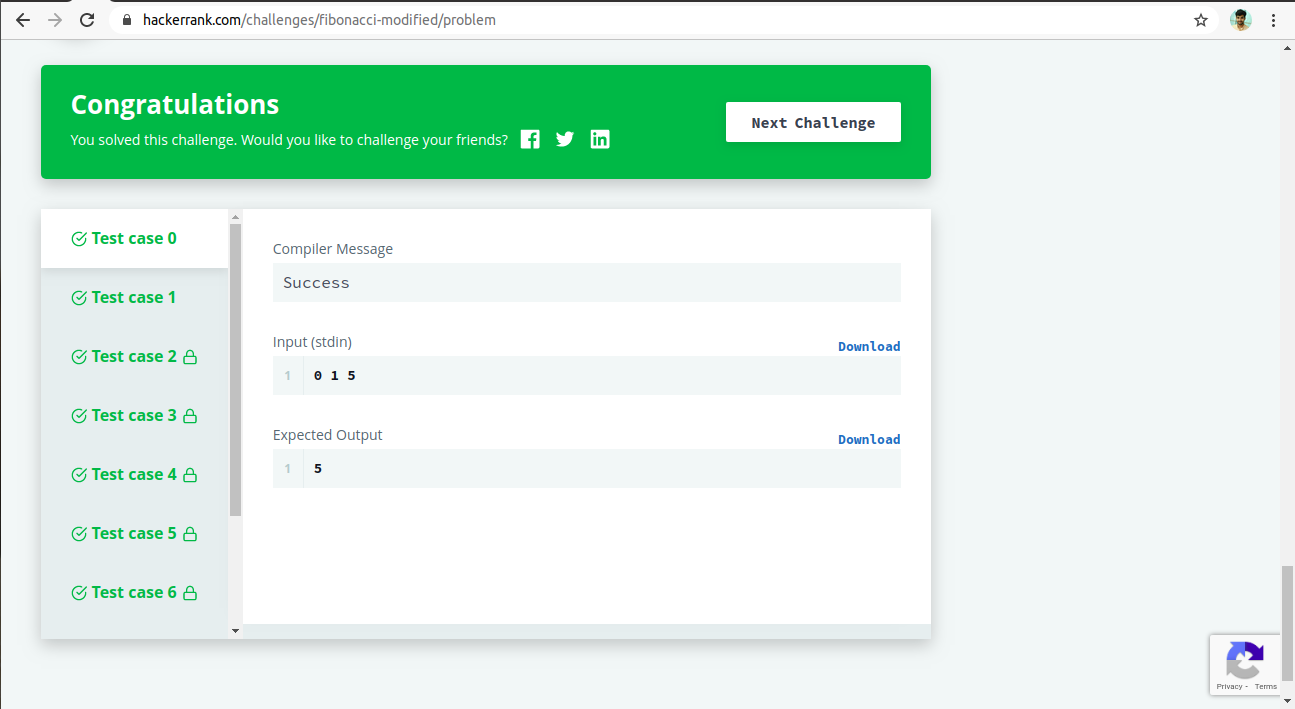 hackerrank.com/challenges/fibonacci-modified/problem
Congratulations
You solved this challenge. Would you like to challenge your friends?
Next Challenge
Test case 0
Test case 1
Test case 2
Test case 3
Test case 4
Test case 5
Test case 6
Compiler Message
Success
Input (stdin)
Download
1 0 1 5
Expected Output
Download
1 5
Privacy - Terms